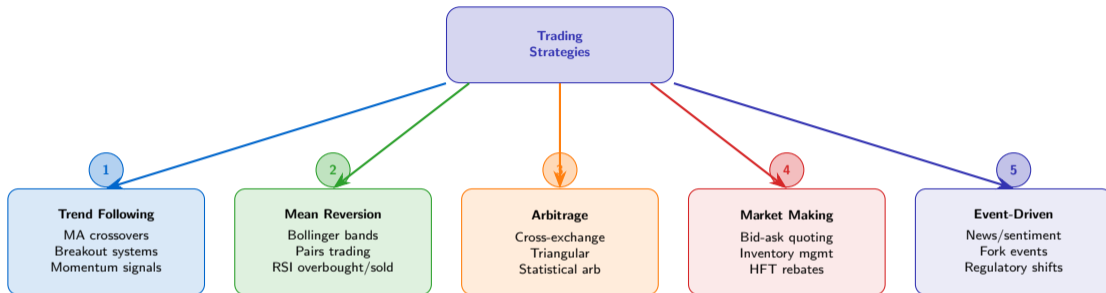 Trading
Strategies
1
2
3
4
5
Trend Following
MA crossovers
Breakout systems
Momentum signals
Mean Reversion
Bollinger bands
Pairs trading
RSI overbought/sold
Arbitrage
Cross-exchange
Triangular
Statistical arb
Market Making
Bid-ask quoting
Inventory mgmt
HFT rebates
Event-Driven
News/sentiment
Fork events
Regulatory shifts